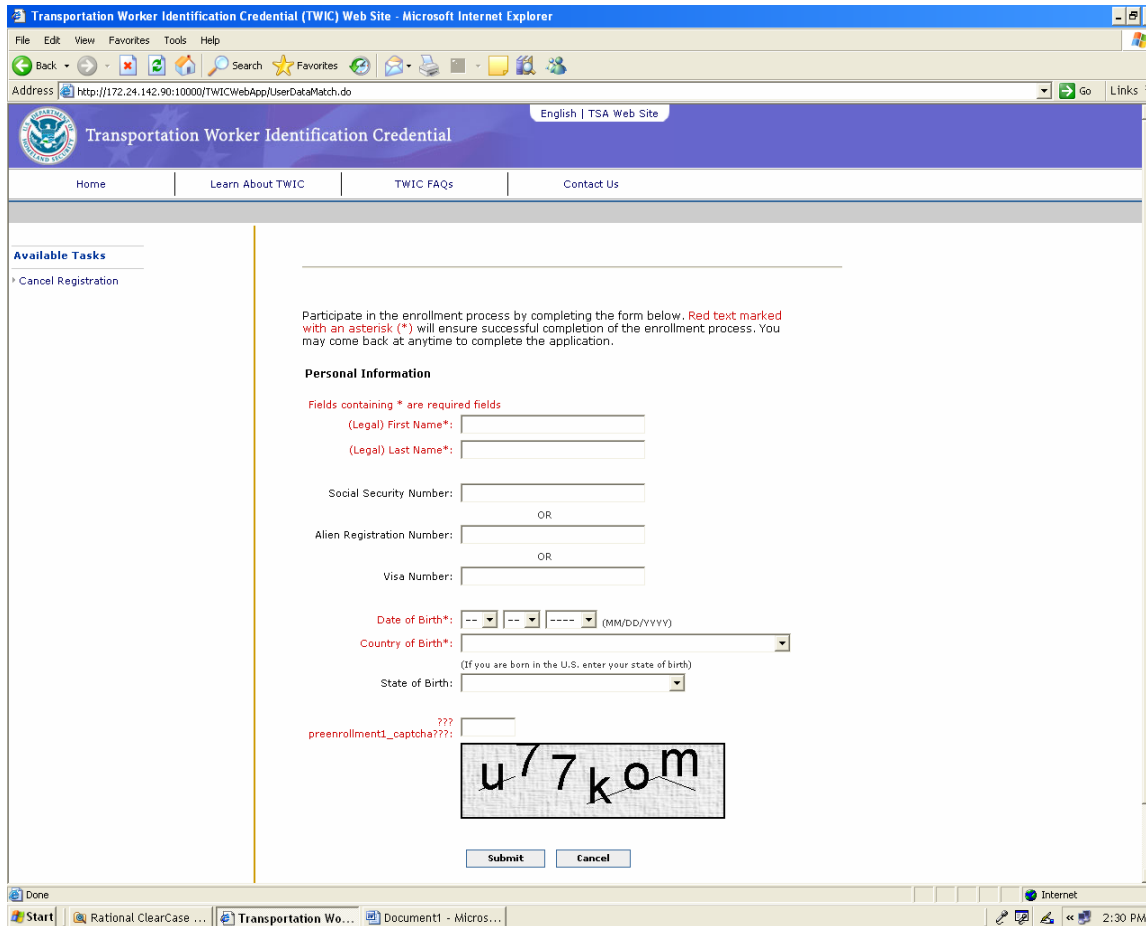 Transportation Worker Identification Credential (TWIC) Web Site - Microsoft Internet Explorer
File Edit View Favorites Tools Help
Back Search Favorites
Address http://172.24.142.90:10000/TWICWebApp/UserDataMatch.do Go Links
English | TSA Web Site
U.S. DEPARTMENT OF HOMELAND SECURITY
Transportation Worker Identification Credential
Home Learn About TWIC TWIC FAQs Contact Us
Available Tasks
Cancel Registration
Participate in the enrollment process by completing the form below. Red text marked
with an asterisk (*) will ensure successful completion of the enrollment process. You
may come back at anytime to complete the application.
Personal Information
Fields containing * are required fields
(Legal) First Name*:
(Legal) Last Name*:
Social Security Number:
OR
Alien Registration Number:
OR
Visa Number:
Date of Birth*: -- -- ---- (MM/DD/YYYY)
Country of Birth*:
(If you are born in the U.S. enter your state of birth)
State of Birth:
???
preenrollment1_captcha???:
u77kom
Submit Cancel
Done Internet
Start Rational ClearCase ... Transportation Wo... Document1 - Micros... « 2:30 PM